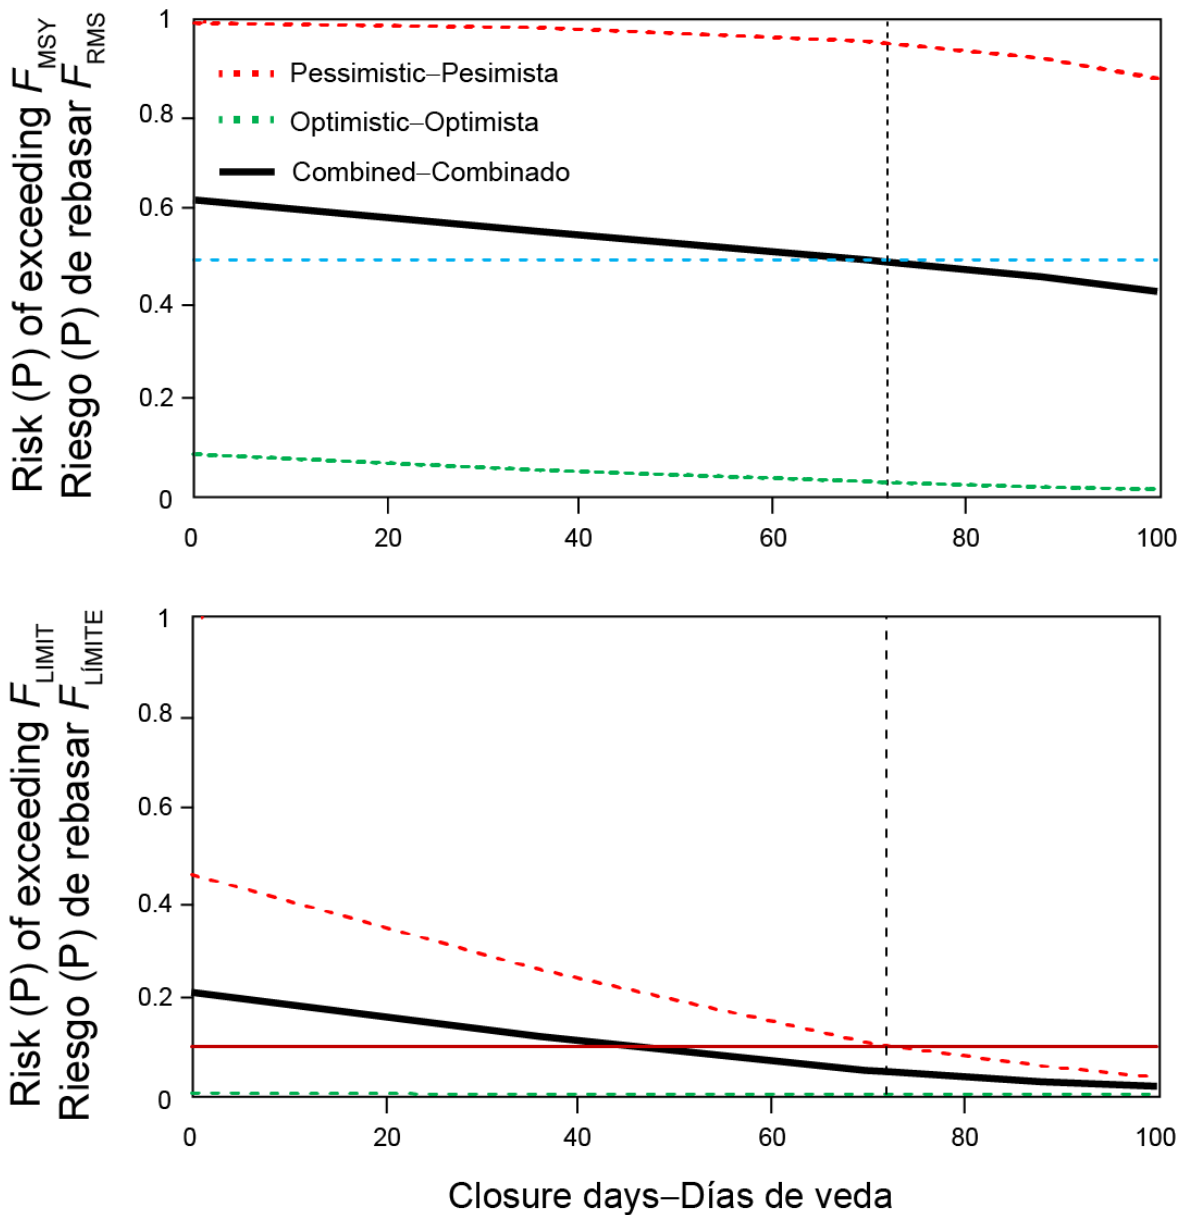 Risk (P) of exceeding FMSY
Riesgo (P) de rebasar FRMS
1
0.8
0.6
0.4
0.2
0
Pessimistic–Pesimista
Optimistic–Optimista
Combined–Combinado
0 20 40 60 80 100
Risk (P) of exceeding FLIMIT
Riesgo (P) de rebasar FLÍMITE
1
0.8
0.6
0.4
0.2
0
0 20 40 60 80 100
Closure days–Días de veda